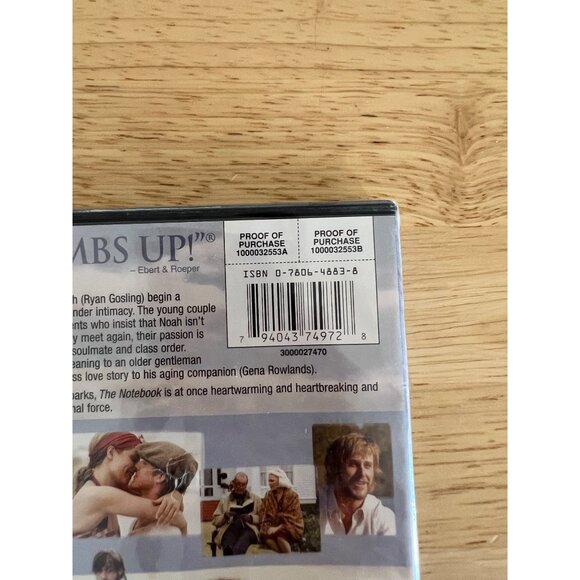 MBS UP!”®
– Ebert & Roeper
PROOF OF
PURCHASE
1000032553A
PROOF OF
PURCHASE
1000032553B
ISBN 0-7806-4883-8
7 94043 74972 8
3000027470
h (Ryan Gosling) begin a
nder intimacy. The young couple
ents who insist that Noah isn't
y meet again, their passion is
soulmate and class order.
eaning to an older gentleman
ss love story to his aging companion (Gena Rowlands).
parks, The Notebook is at once heartwarming and heartbreaking and
nal force.